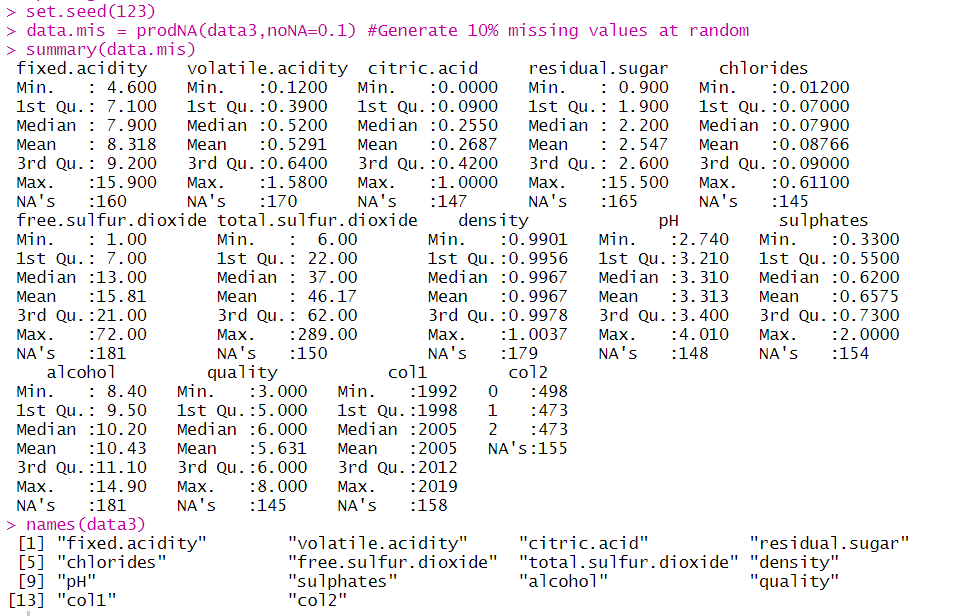 > set.seed(123)
> data.mis = prodNA(data3,noNA=0.1) #Generate 10% missing values at random
> summary(data.mis)
 fixed.acidity    volatile.acidity  citric.acid     residual.sugar     chlorides
 Min.   : 4.600   Min.   :0.1200   Min.   :0.0000   Min.   : 0.900   Min.   :0.01200
 1st Qu.: 7.100   1st Qu.:0.3900   1st Qu.:0.0900   1st Qu.: 1.900   1st Qu.:0.07000
 Median : 7.900   Median :0.5200   Median :0.2550   Median : 2.200   Median :0.07900
 Mean   : 8.318   Mean   :0.5291   Mean   :0.2687   Mean   : 2.547   Mean   :0.08766
 3rd Qu.: 9.200   3rd Qu.:0.6400   3rd Qu.:0.4200   3rd Qu.: 2.600   3rd Qu.:0.09000
 Max.   :15.900   Max.   :1.5800   Max.   :1.0000   Max.   :15.500   Max.   :0.61100
 NA's   :160      NA's   :170      NA's   :147      NA's   :165      NA's   :145
 free.sulfur.dioxide total.sulfur.dioxide    density             pH          sulphates
 Min.   : 1.00       Min.   :  6.00       Min.   :0.9901   Min.   :2.740   Min.   :0.3300
 1st Qu.: 7.00       1st Qu.: 22.00       1st Qu.:0.9956   1st Qu.:3.210   1st Qu.:0.5500
 Median :13.00       Median : 37.00       Median :0.9967   Median :3.310   Median :0.6200
 Mean   :15.81       Mean   : 46.17       Mean   :0.9967   Mean   :3.313   Mean   :0.6575
 3rd Qu.:21.00       3rd Qu.: 62.00       3rd Qu.:0.9978   3rd Qu.:3.400   3rd Qu.:0.7300
 Max.   :72.00       Max.   :289.00       Max.   :1.0037   Max.   :4.010   Max.   :2.0000
 NA's   :181         NA's   :150          NA's   :179      NA's   :148     NA's   :154
    alcohol         quality           col1        col2
 Min.   : 8.40   Min.   :3.000   Min.   :1992   0   :498
 1st Qu.: 9.50   1st Qu.:5.000   1st Qu.:1998   1   :473
 Median :10.20   Median :6.000   Median :2005   2   :473
 Mean   :10.43   Mean   :5.631   Mean   :2005   NA's:155
 3rd Qu.:11.10   3rd Qu.:6.000   3rd Qu.:2012
 Max.   :14.90   Max.   :8.000   Max.   :2019
 NA's   :181     NA's   :145     NA's   :158
> names(data3)
 [1] "fixed.acidity"        "volatile.acidity"     "citric.acid"          "residual.sugar"
 [5] "chlorides"            "free.sulfur.dioxide"  "total.sulfur.dioxide" "density"
 [9] "pH"                   "sulphates"            "alcohol"              "quality"
[13] "col1"                 "col2"